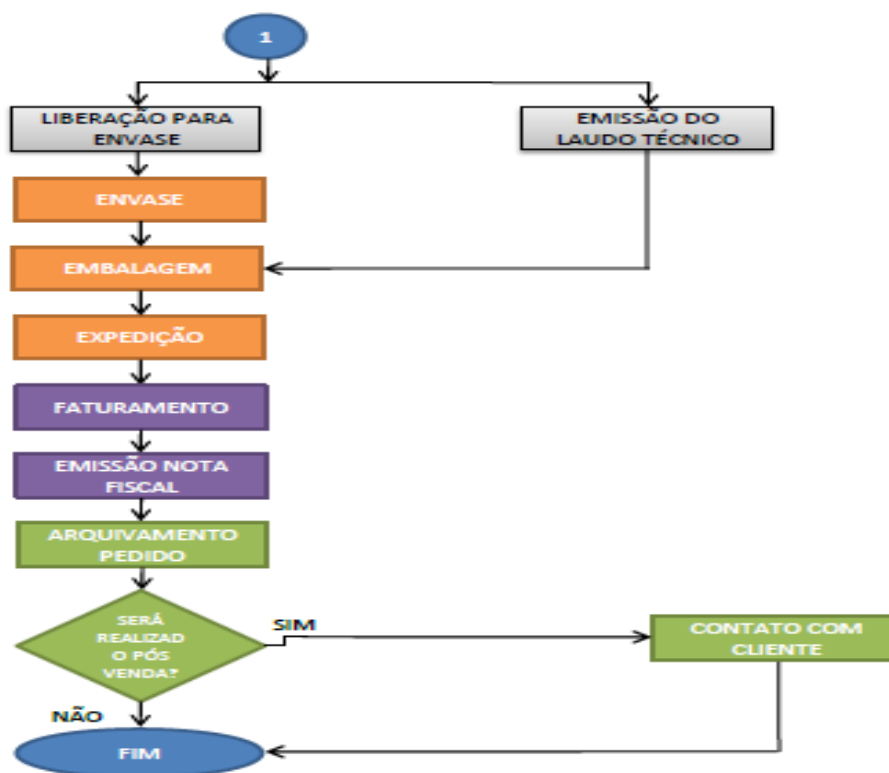 1
LIBERAÇÃO PARA
ENVASE
EMISSÃO DO
LAUDO TÉCNICO
ENVASE
EMBALAGEM
EXPEDIÇÃO
FATURAMENTO
EMISSÃO NOTA
FISCAL
ARQUIVAMENTO
PEDIDO
SERÁ
REALIZAD
O PÓS
VENDA?
SIM
CONTATO COM
CLIENTE
NÃO
FIM